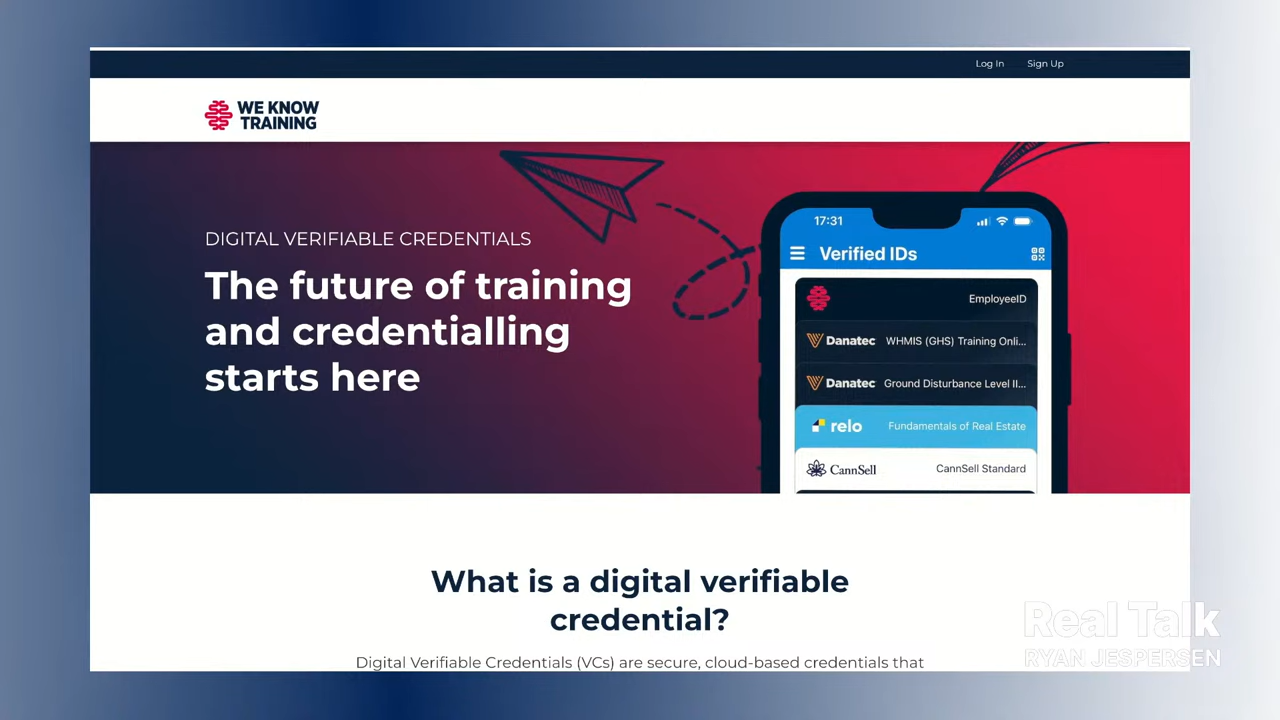 Log In Sign Up
WE KNOW
TRAINING
DIGITAL VERIFIABLE CREDENTIALS
The future of training
and credentialling
starts here
17:31
Verified IDs
EmployeeID
Danatec WHMIS (GHS) Training Onli...
Danatec Ground Disturbance Level II...
relo Fundamentals of Real Estate
CannSell CannSell Standard
What is a digital verifiable
credential?
Digital Verifiable Credentials (VCs) are secure, cloud-based credentials that
Real Talk
RYAN JESPERSEN